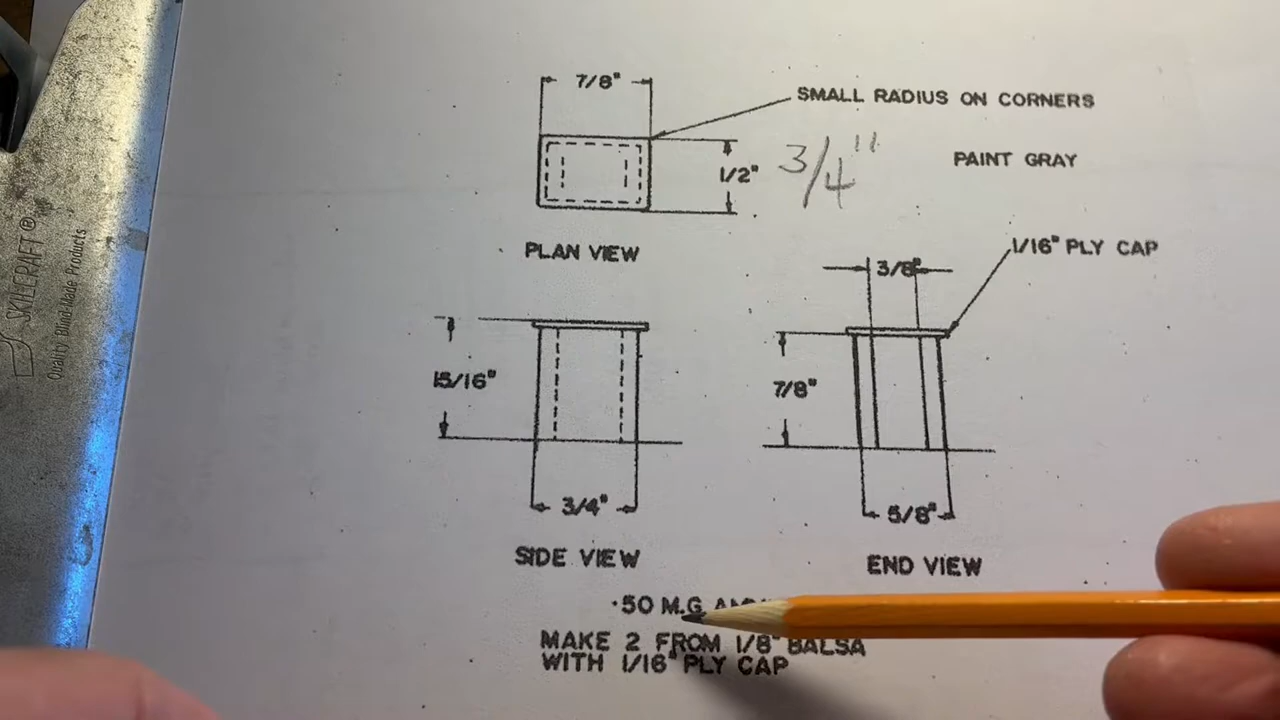 SKILCRAFT®
Quality Blind-Made Products
7/8"
SMALL RADIUS ON CORNERS
1/2"
3/4"
PAINT GRAY
PLAN VIEW
1/16" PLY CAP
3/8"
15/16"
7/8"
3/4"
5/8"
SIDE VIEW
END VIEW
.50 M.G.
MAKE 2 FROM 1/8" BALSA
WITH 1/16" PLY CAP